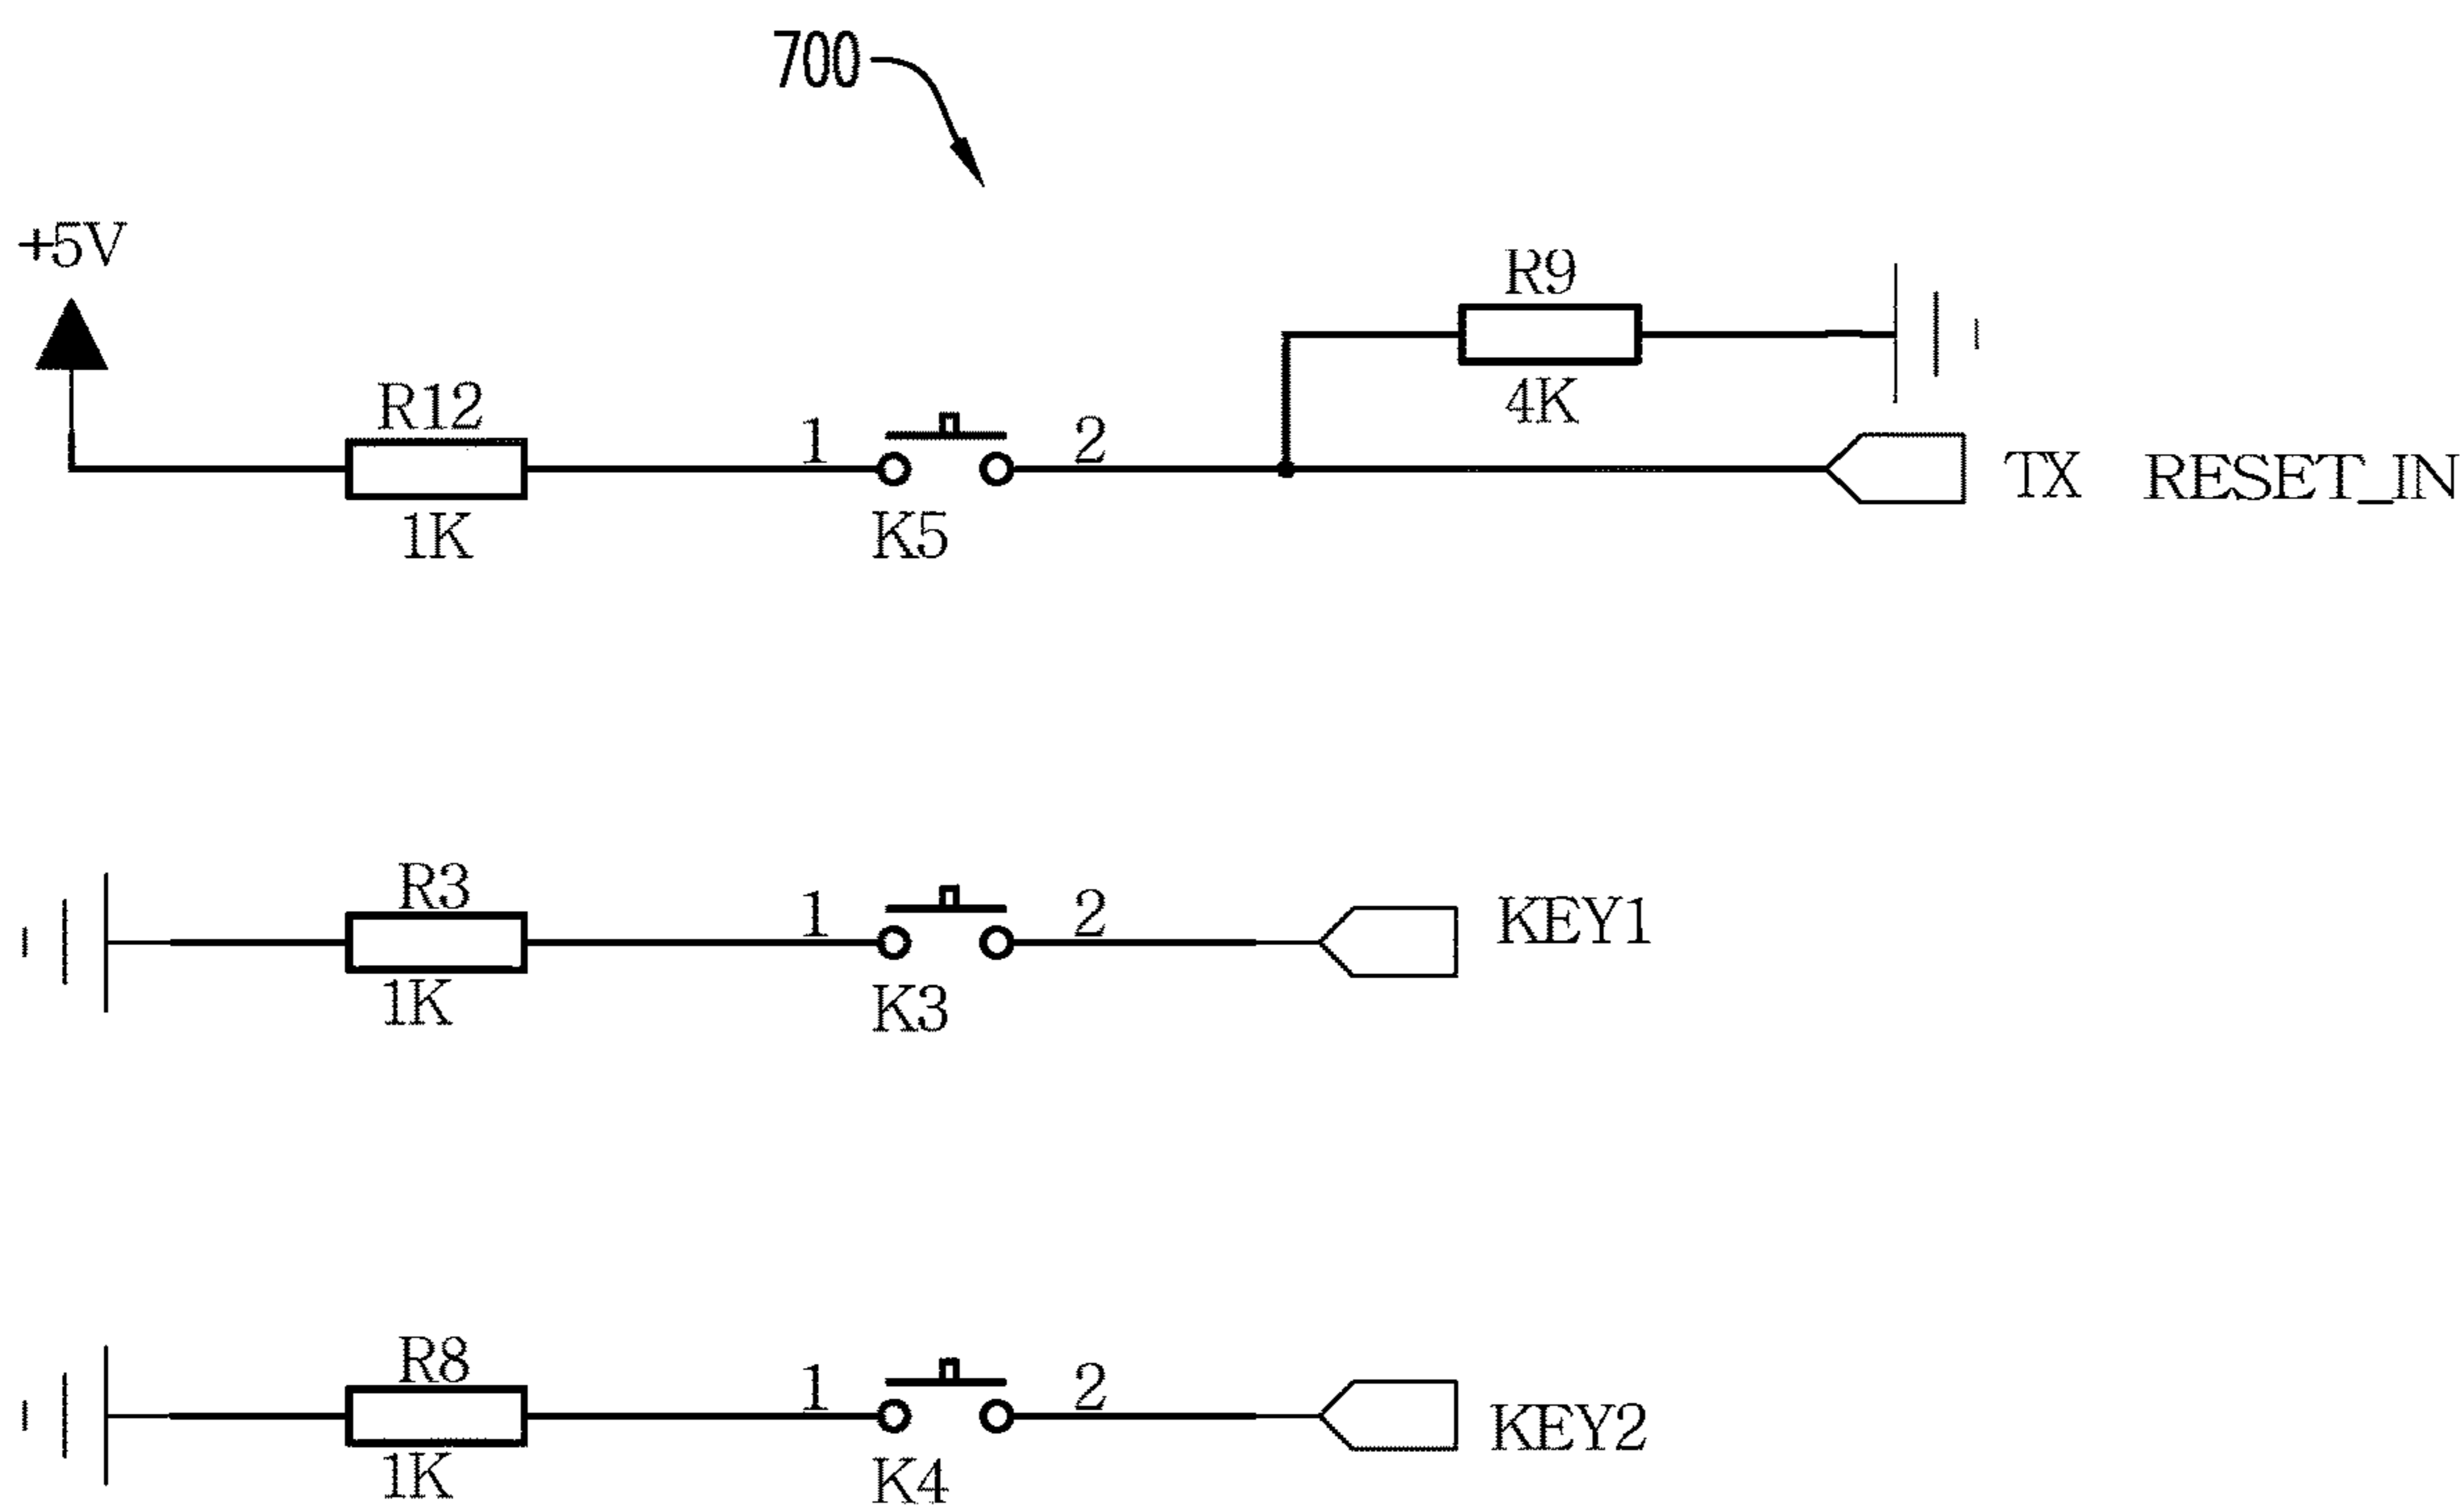 700
+5V
R9
4K
R12
1K
1
2
K5
TX RESET_IN
R3
1K
1
2
K3
KEY1
R8
1K
1
2
K4
KEY2